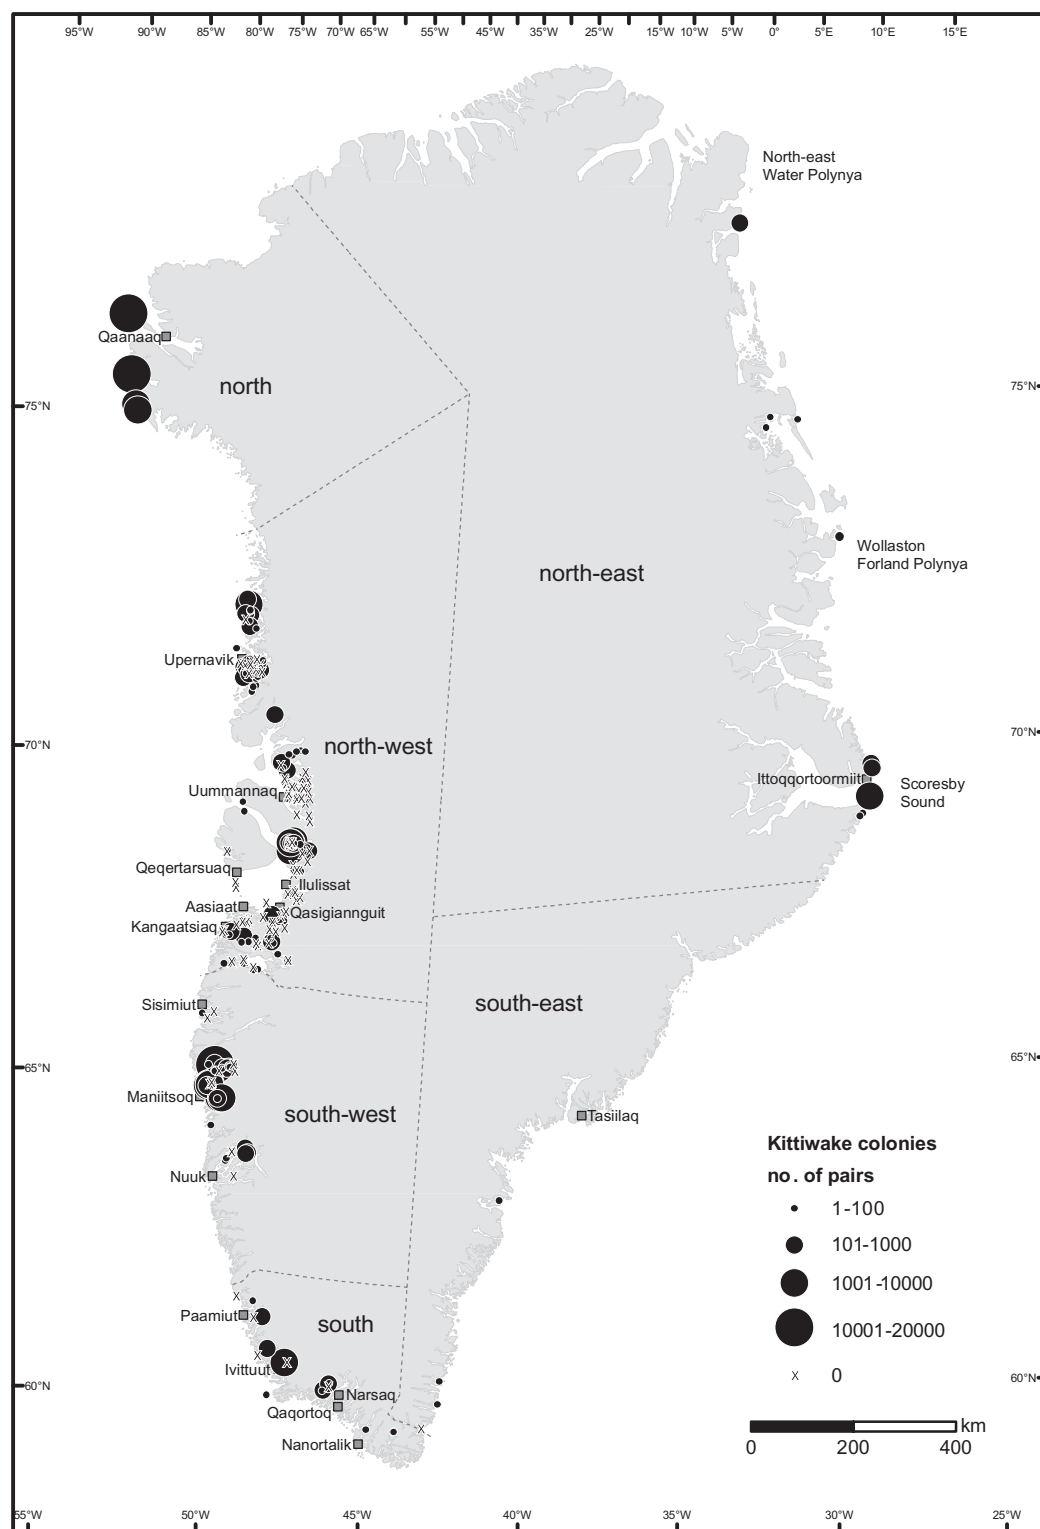 95°W 90°W 85°W 80°W 75°W 70°W 65°W 55°W 45°W 35°W 25°W 15°W 10°W 5°W 0° 5°E 10°E 15°E
North-east
Water Polynya
Qaanaaq
north
75°N
75°N
Wollaston
Forland Polynya
north-east
Upernavik
70°N
north-west
70°N
Ittoqqortoormiit
Scoresby
Sound
Uummannaq
Qeqertarsuaq
Ilulissat
Aasiaat
Qasigiannguit
Kangaatsiaq
Sisimiut
south-east
65°N
65°N
Maniitsoq
south-west
Tasiilaq
Nuuk
Kittiwake colonies
no. of pairs
1-100
101-1000
1001-10000
10001-20000
x 0
Paamiut
south
Ivittuut
60°N
60°N
Narsaq
Qaqortoq
Nanortalik
km
0 200 400
55°W 50°W 45°W 40°W 35°W 30°W 25°W